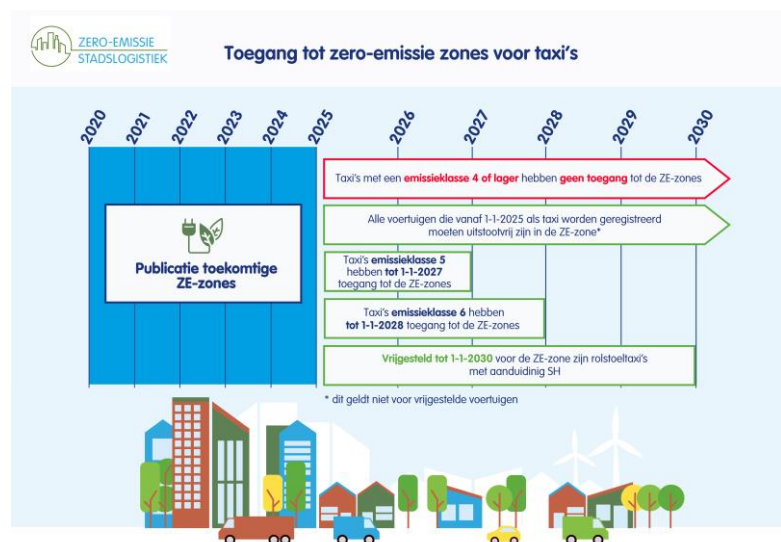 ZERO-EMISSIE
STADSLOGISTIEK
Toegang tot zero-emissie zones voor taxi's
2020
2021
2022
2023
2024
2025
2026
2027
2028
2029
2030
Taxi's met een emissieklasse 4 of lager hebben geen toegang tot de ZE-zones
Alle voertuigen die vanaf 1-1-2025 als taxi worden geregistreerd
moeten uitstootvrij zijn in de ZE-zone*
Publicatie toekomtige
ZE-zones
Taxi's emissieklasse 5
hebben tot 1-1-2027
toegang tot de ZE-zones
Taxi's emissieklasse 6 hebben
tot 1-1-2028 toegang tot de ZE-zones
Vrijgesteld tot 1-1-2030 voor de ZE-zone zijn rolstoeltaxi's
met aanduidinig SH
* dit geldt niet voor vrijgestelde voertuigen